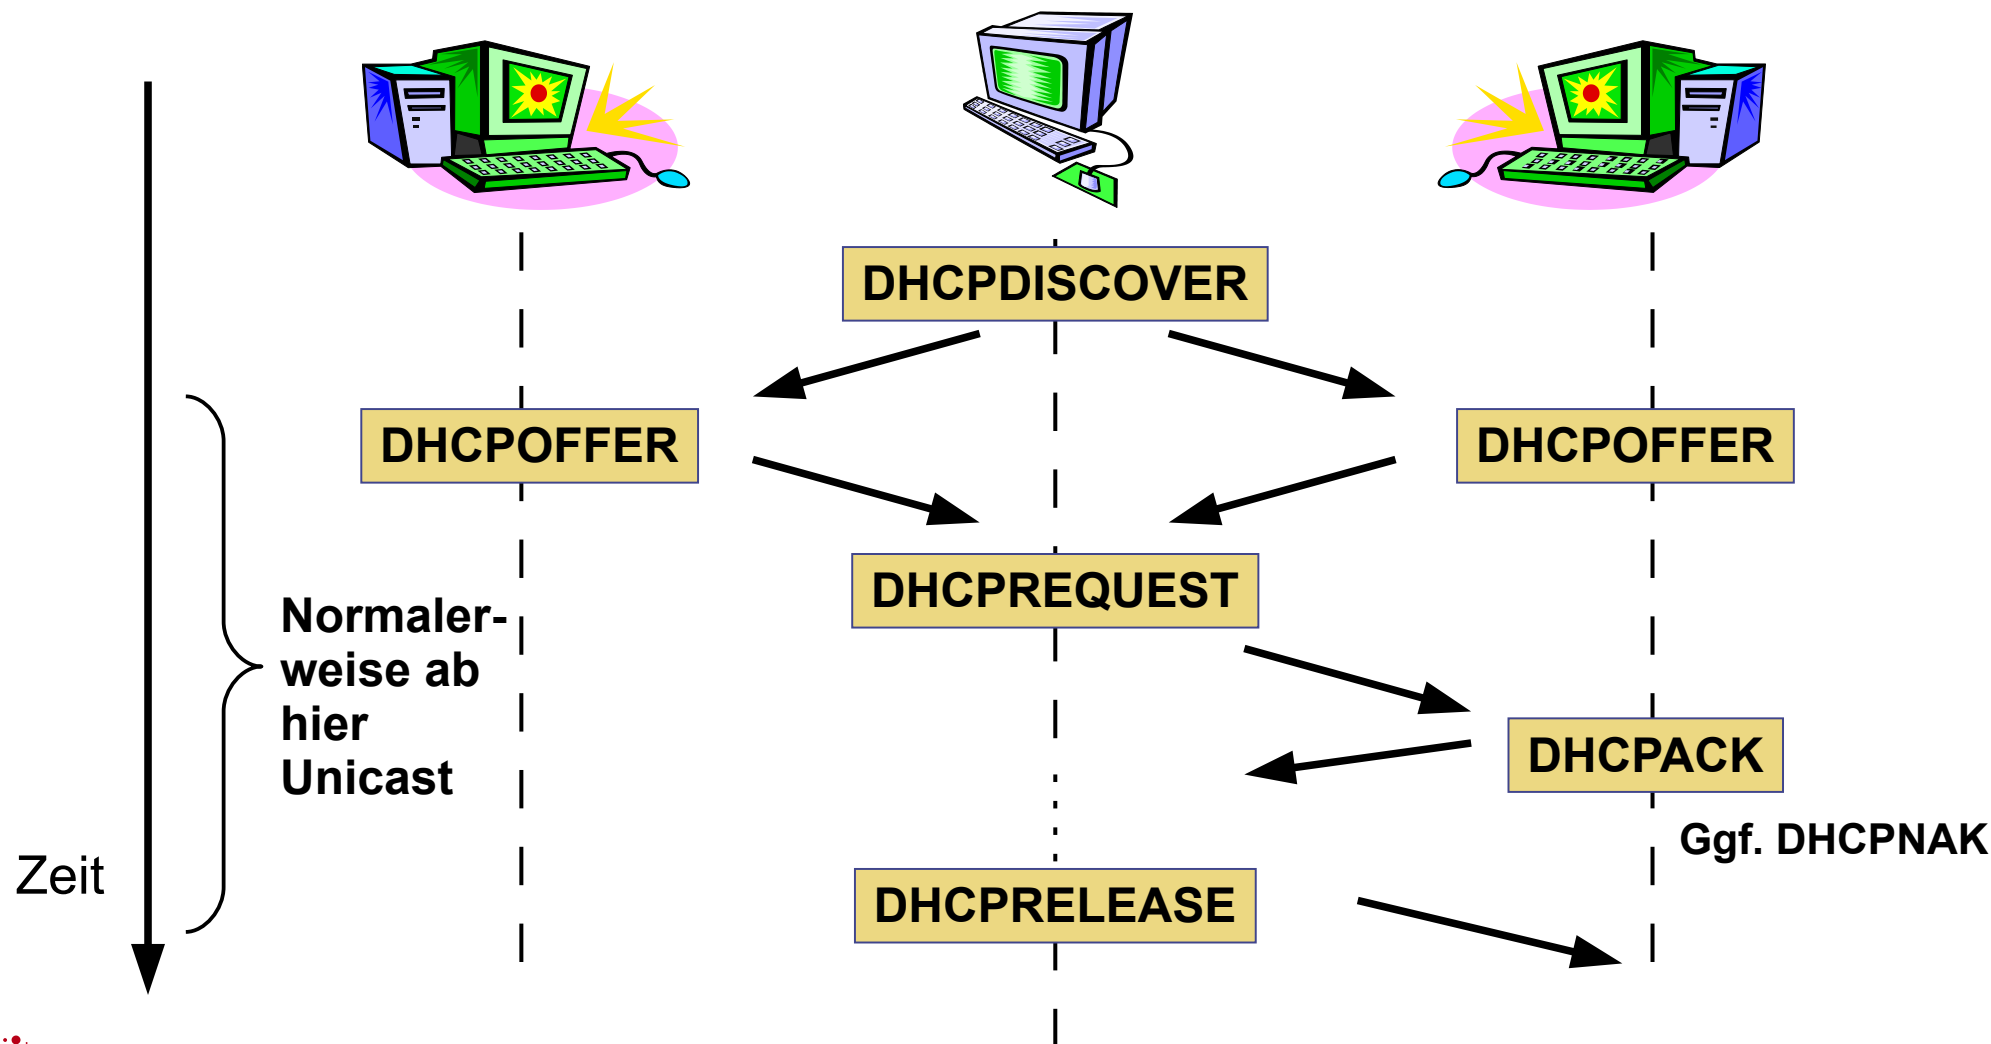 DHCPDISCOVER
DHCPOFFER
DHCPOFFER
DHCPREQUEST
Normaler-
weise ab
hier
Unicast
DHCPACK
Ggf. DHCPNAK
Zeit
DHCPRELEASE